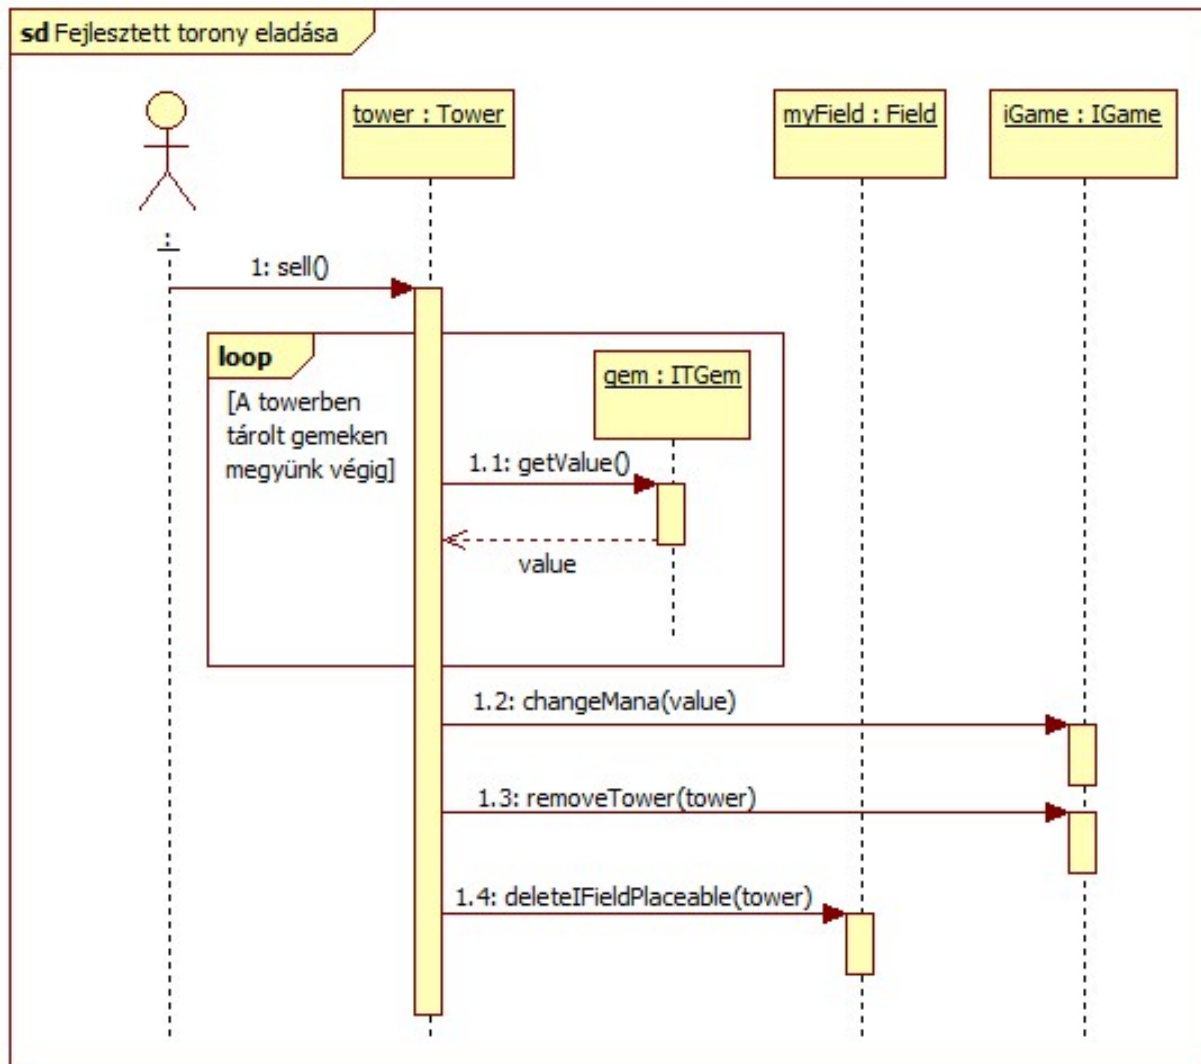 sd Fejlesztett torony eladása
tower : Tower
myField : Field
iGame : IGame
:
1: sell()
loop
[A towerben
tárolt gemeken
megyünk végig]
gem : ITGem
1.1: getValue()
value
1.2: changeMana(value)
1.3: removeTower(tower)
1.4: deleteIFieldPlaceable(tower)